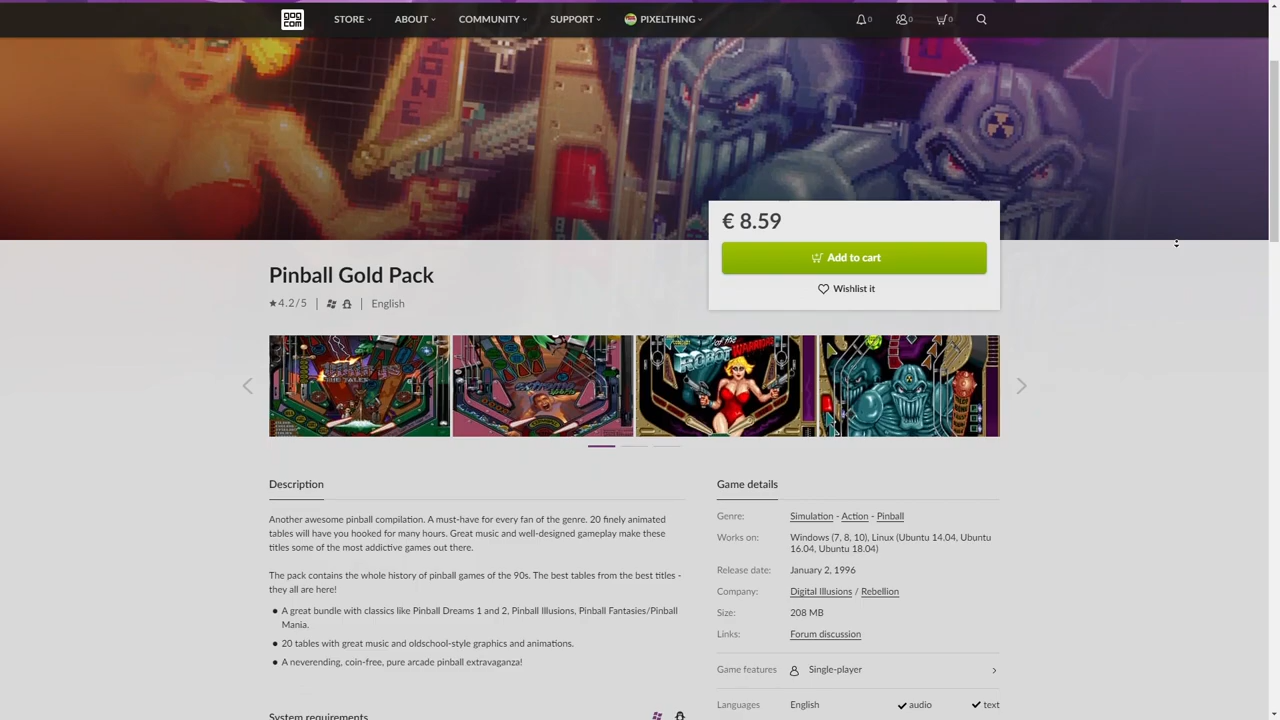 gog
com
STORE
ABOUT
COMMUNITY
SUPPORT
PIXELTHING
0
0
0
ZONE
€ 8.59
Add to cart
Pinball Gold Pack
Wishlist it
4.2/5
English
of the
ROBOT WARRIORS
extreme
Description
Game details
Another awesome pinball compilation. A must-have for every fan of the genre. 20 finely animated
tables will have you hooked for many hours. Great music and well-designed gameplay make these
titles some of the most addictive games out there.
The pack contains the whole history of pinball games of the 90s. The best tables from the best titles -
they all are here!
● A great bundle with classics like Pinball Dreams 1 and 2, Pinball Illusions, Pinball Fantasies/Pinball
Mania.
● 20 tables with great music and oldschool-style graphics and animations.
● A neverending, coin-free, pure arcade pinball extravaganza!
Genre: Simulation - Action - Pinball
Works on: Windows (7, 8, 10), Linux (Ubuntu 14.04, Ubuntu
16.04, Ubuntu 18.04)
Release date: January 2, 1996
Company: Digital Illusions / Rebellion
Size: 208 MB
Links: Forum discussion
Game features Single-player
Languages English audio text
System requirements